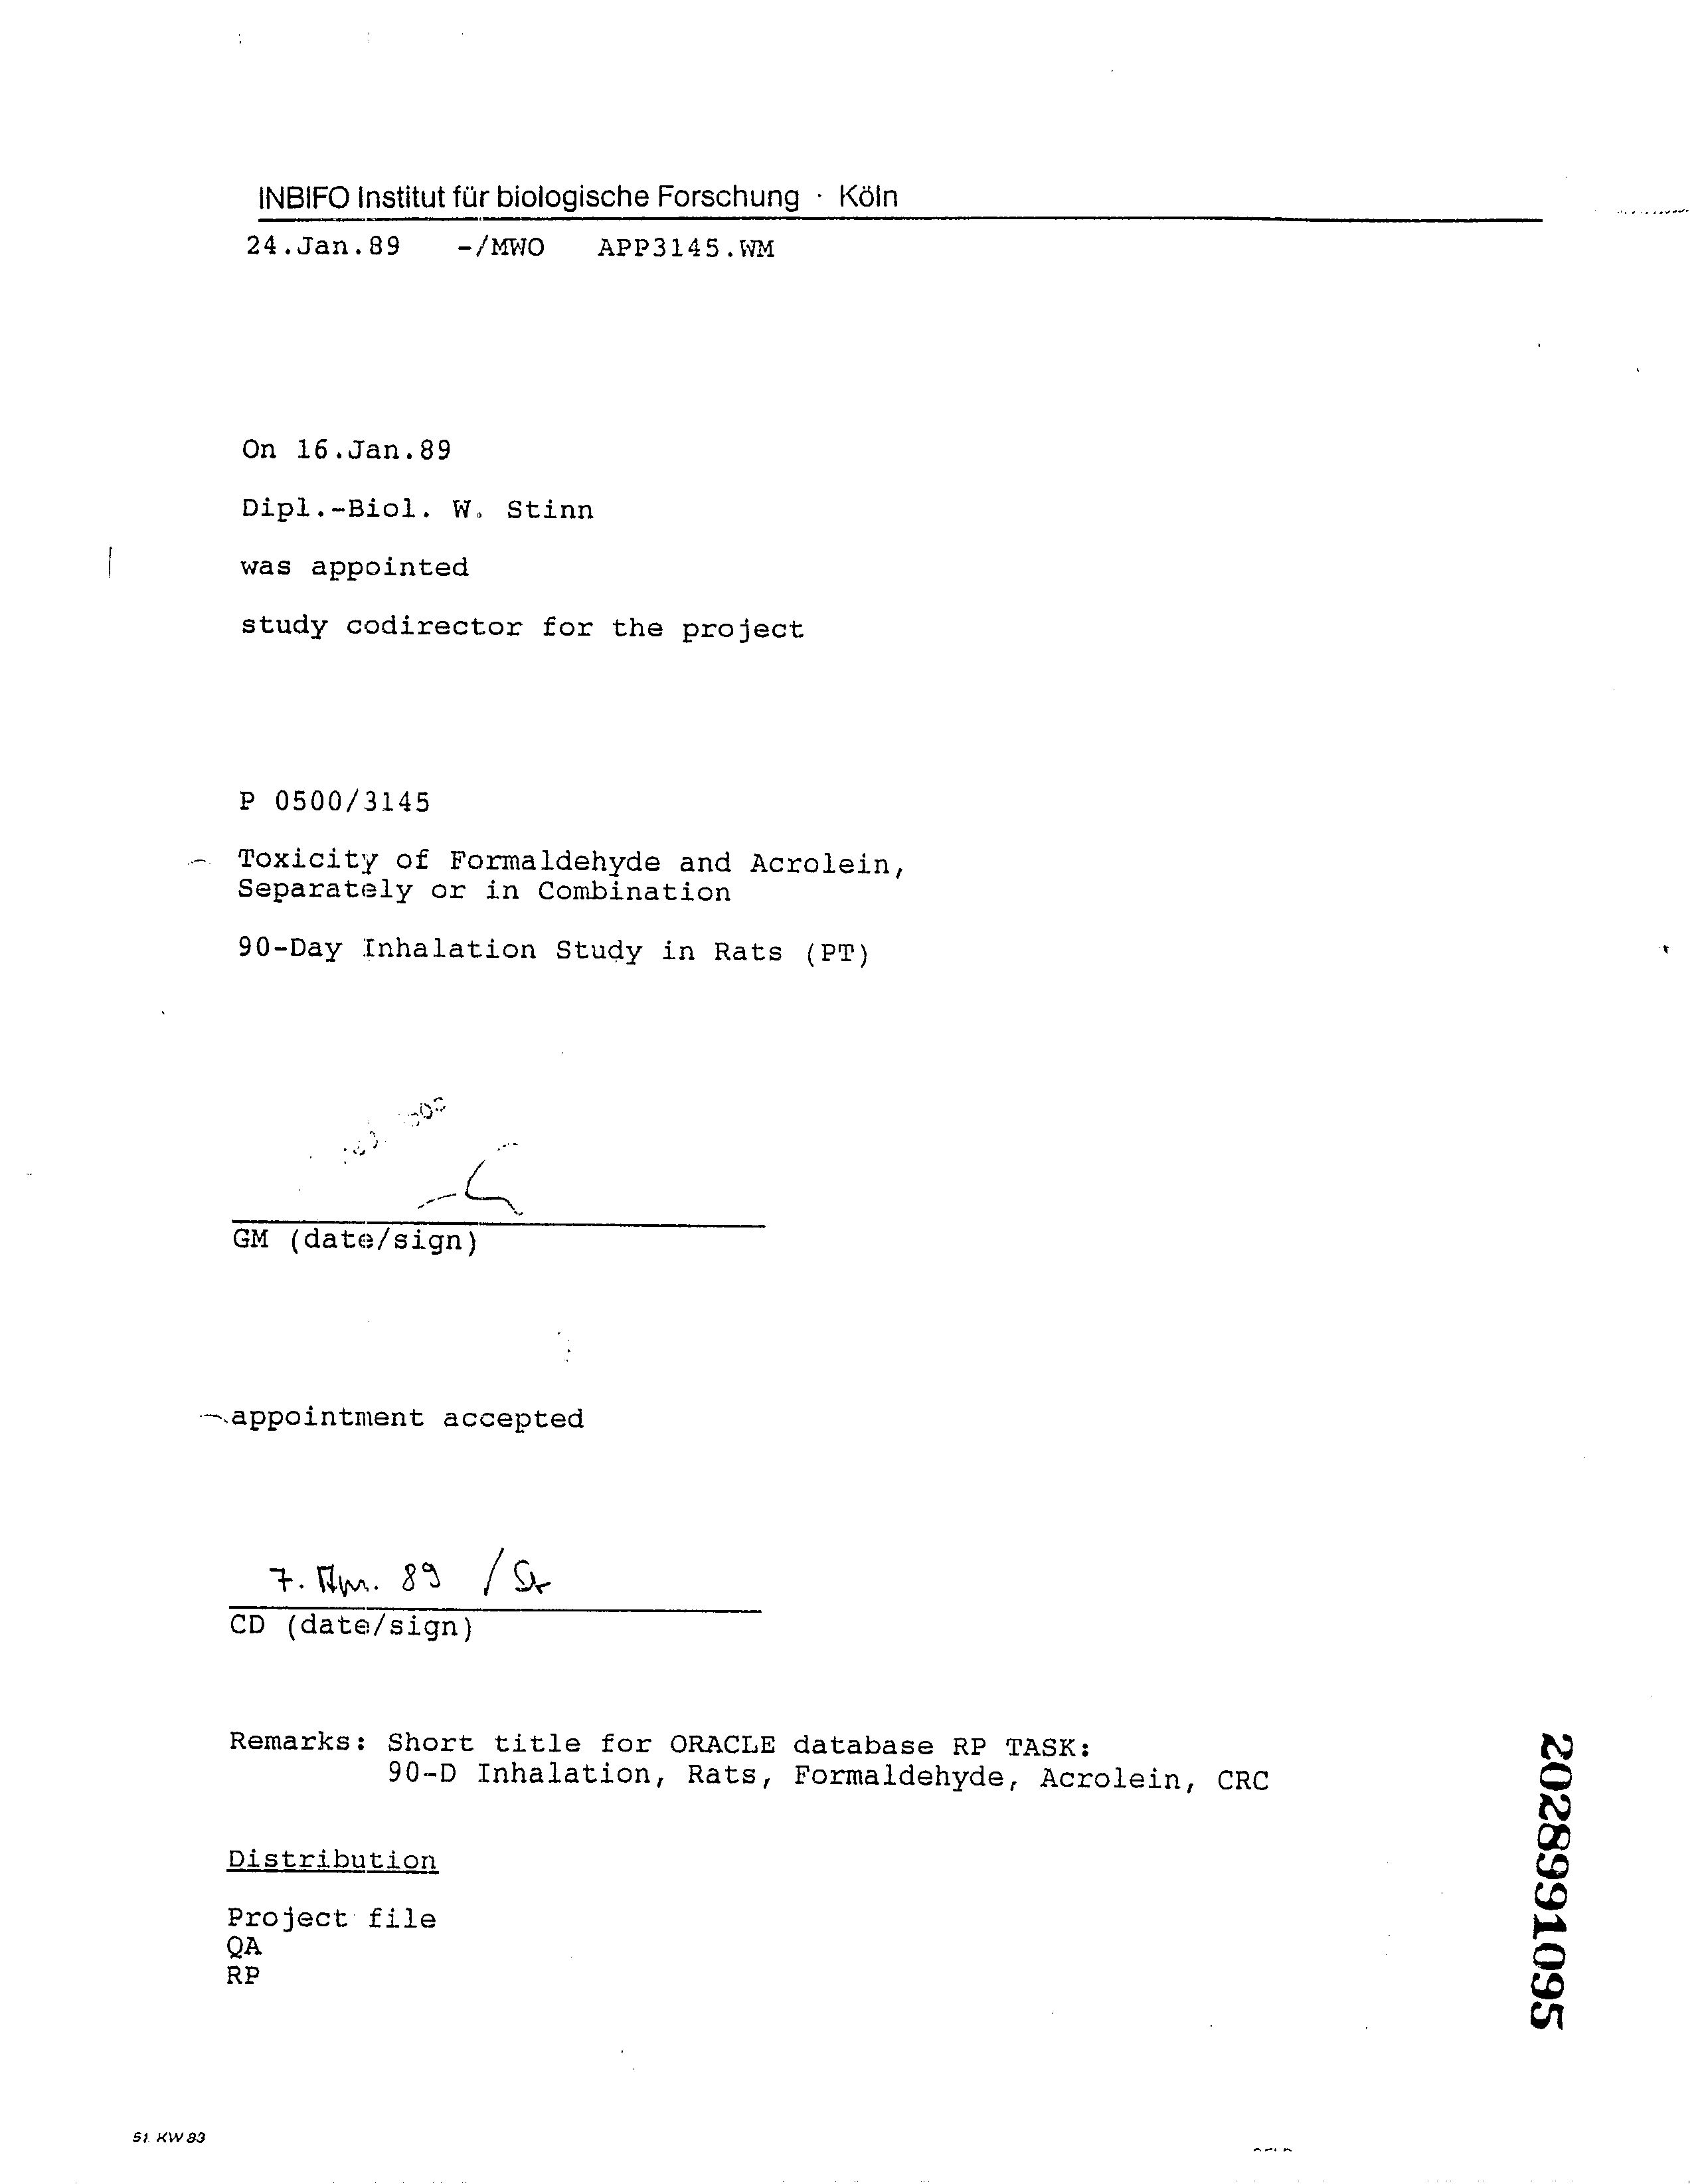 INBIFO Institut für biologische Forschung · Köln
24.Jan.89 -/MWO APP3145.WM
On 16.Jan.89
Dipl.-Biol. W. Stinn
was appointed
study codirector for the project
P 0500/3145
Toxicity of Formaldehyde and Acrolein,
Separately or in Combination
90-Day Inhalation Study in Rats (PT)
GM (date/sign)
appointment accepted
7. 89 / St
CD (date/sign)
Remarks: Short title for ORACLE database RP TASK:
90-D Inhalation, Rats, Formaldehyde, Acrolein, CRC
Distribution
Project file
QA
RP
2028991095
51. KW 83